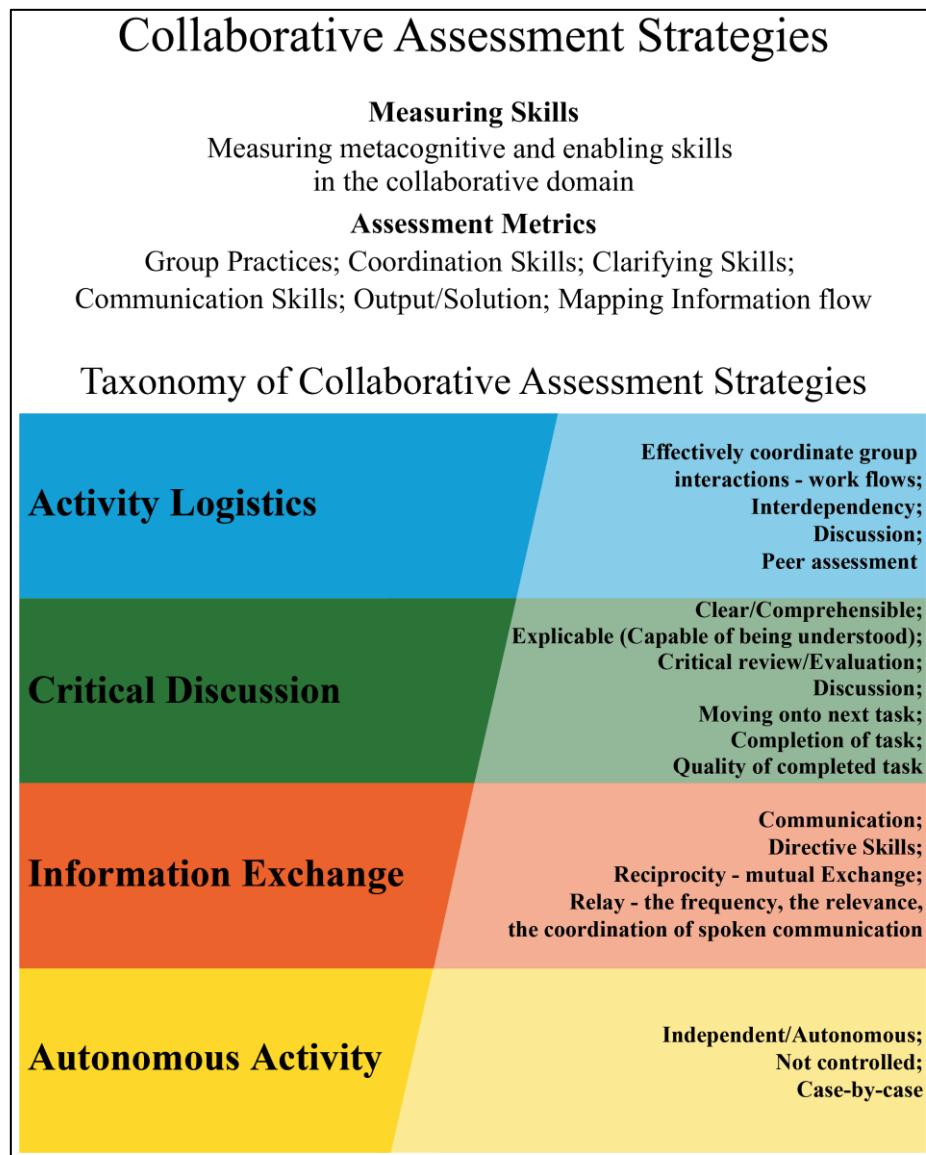 Collaborative Assessment Strategies
Measuring Skills
Measuring metacognitive and enabling skills
in the collaborative domain
Assessment Metrics
Group Practices; Coordination Skills; Clarifying Skills;
Communication Skills; Output/Solution; Mapping Information flow
Taxonomy of Collaborative Assessment Strategies
Activity Logistics
Effectively coordinate group
interactions - work flows;
Interdependency;
Discussion;
Peer assessment
Critical Discussion
Clear/Comprehensible;
Explicable (Capable of being understood);
Critical review/Evaluation;
Discussion;
Moving onto next task;
Completion of task;
Quality of completed task
Information Exchange
Communication;
Directive Skills;
Reciprocity - mutual Exchange;
Relay - the frequency, the relevance,
the coordination of spoken communication
Autonomous Activity
Independent/Autonomous;
Not controlled;
Case-by-case